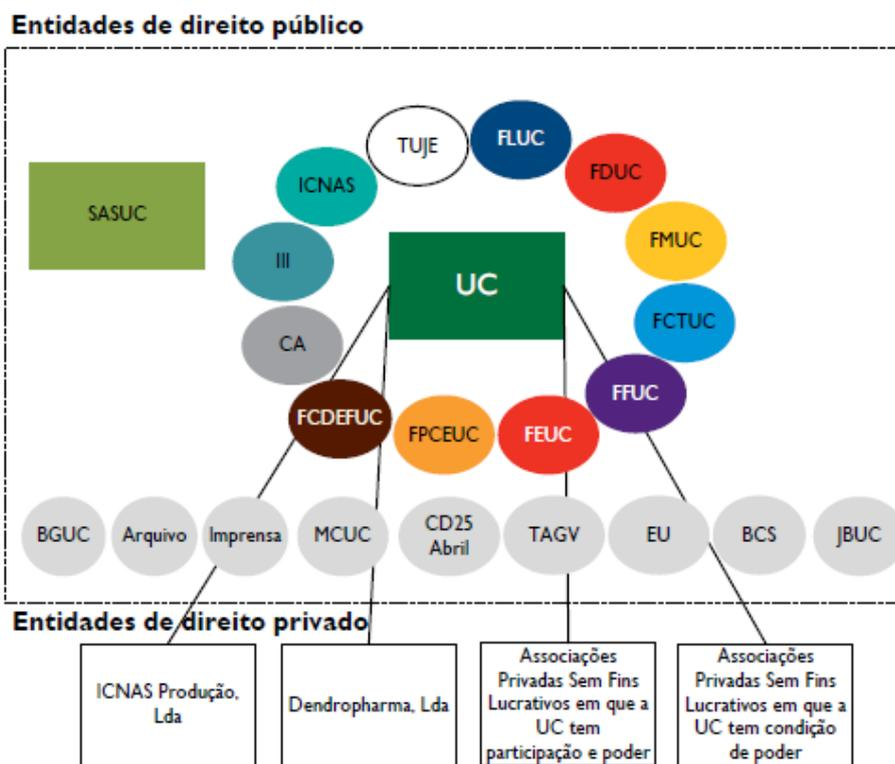 Entidades de direito público
TUJE
FLUC
ICNAS
FDUC
SASUC
FMUC
III
UC
FCTUC
CA
FFUC
FCDEFUC
FPCEUC
FEUC
BGUC
Arquivo
Imprensa
MCUC
CD25
Abril
TAGV
EU
BCS
JBUC
Entidades de direito privado
ICNAS Produção,
Lda
Dendropharma, Lda
Associações
Privadas Sem Fins
Lucrativos em que a
UC tem
participação e poder
Associações
Privadas Sem Fins
Lucrativos em que a
UC tem condição
de poder